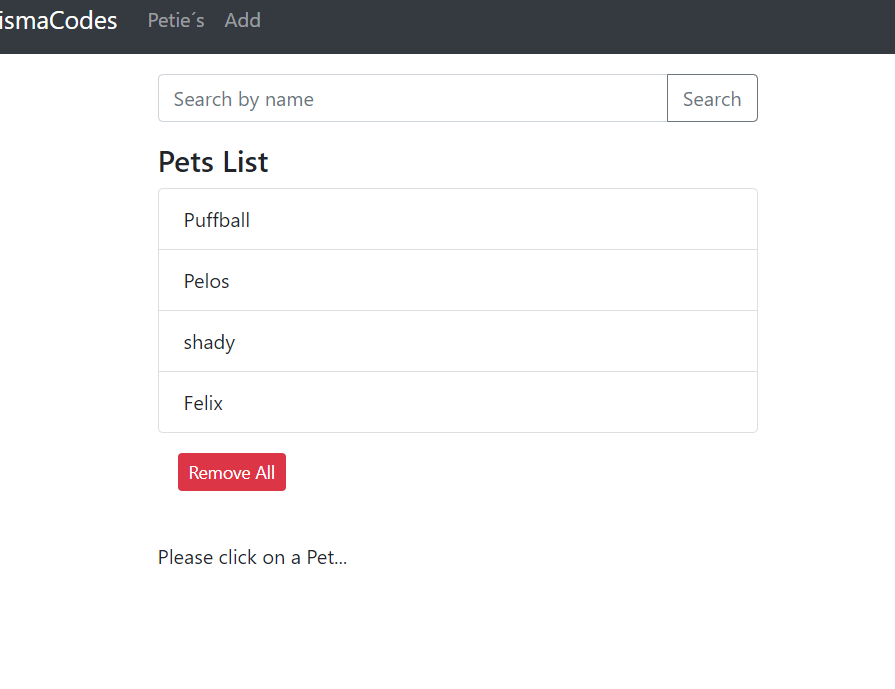 ismaCodes Petie´s Add
Search by name Search
Pets List
Puffball
Pelos
shady
Felix
Remove All
Please click on a Pet...